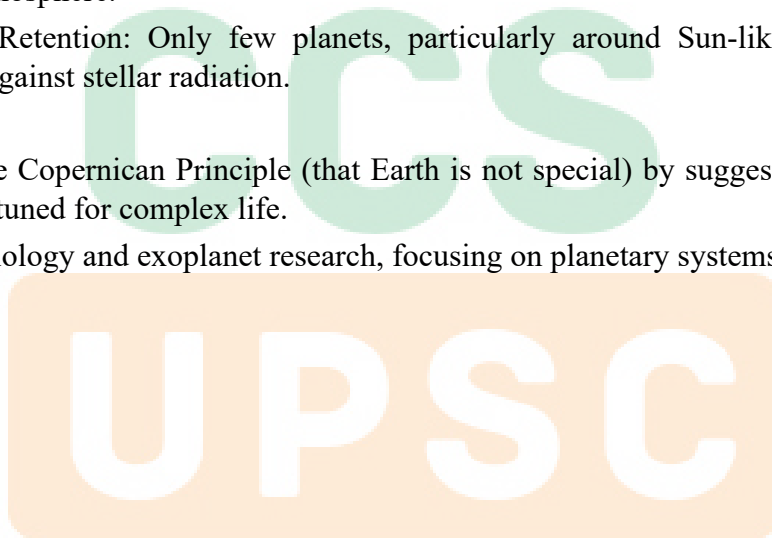 Retention: Only few planets, particularly around Sun-lik
gainst stellar radiation.
e Copernican Principle (that Earth is not special) by sugges
tuned for complex life.
ology and exoplanet research, focusing on planetary systems
CCS
UPSC